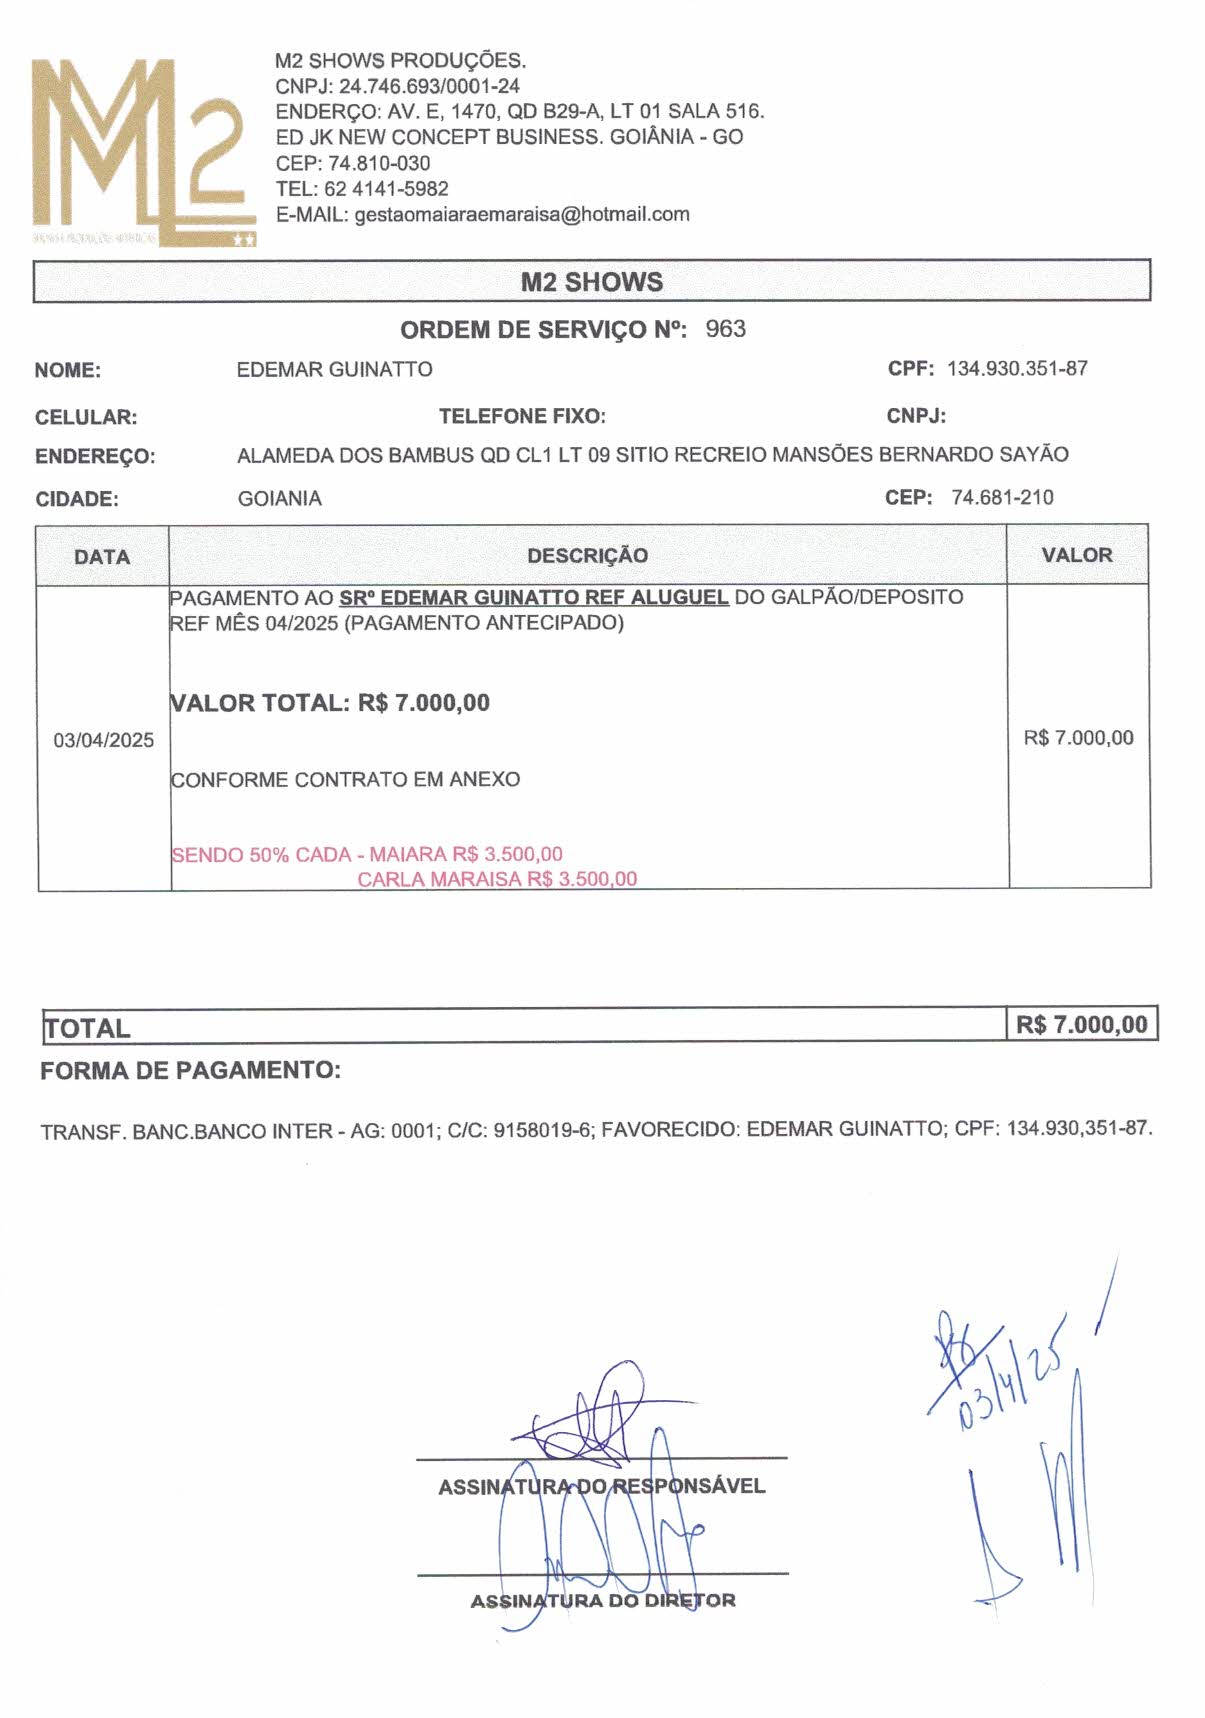 M2
M2 SHOWS PRODUÇÕES.
CNPJ: 24.746.693/0001-24
ENDERÇO: AV. E, 1470, QD B29-A, LT 01 SALA 516.
ED JK NEW CONCEPT BUSINESS. GOIÂNIA - GO
CEP: 74.810-030
TEL: 62 4141-5982
E-MAIL: gestaomaiaraemaraisa@hotmail.com
M2 SHOWS
ORDEM DE SERVIÇO Nº: 963
NOME: EDEMAR GUINATTO CPF: 134.930.351-87
CELULAR: TELEFONE FIXO: CNPJ:
ENDEREÇO: ALAMEDA DOS BAMBUS QD CL1 LT 09 SITIO RECREIO MANSÕES BERNARDO SAYÃO
CIDADE: GOIANIA CEP: 74.681-210
DATA DESCRIÇÃO VALOR
PAGAMENTO AO SRº EDEMAR GUINATTO REF ALUGUEL DO GALPÃO/DEPOSITO
REF MÊS 04/2025 (PAGAMENTO ANTECIPADO)
VALOR TOTAL: R$ 7.000,00
03/04/2025 R$ 7.000,00
CONFORME CONTRATO EM ANEXO
SENDO 50% CADA - MAIARA R$ 3.500,00
CARLA MARAISA R$ 3.500,00
TOTAL R$ 7.000,00
FORMA DE PAGAMENTO:
TRANSF. BANC.BANCO INTER - AG: 0001; C/C: 9158019-6; FAVORECIDO: EDEMAR GUINATTO; CPF: 134.930,351-87.
03/4/25
ASSINATURA DO RESPONSÁVEL
ASSINATURA DO DIRETOR